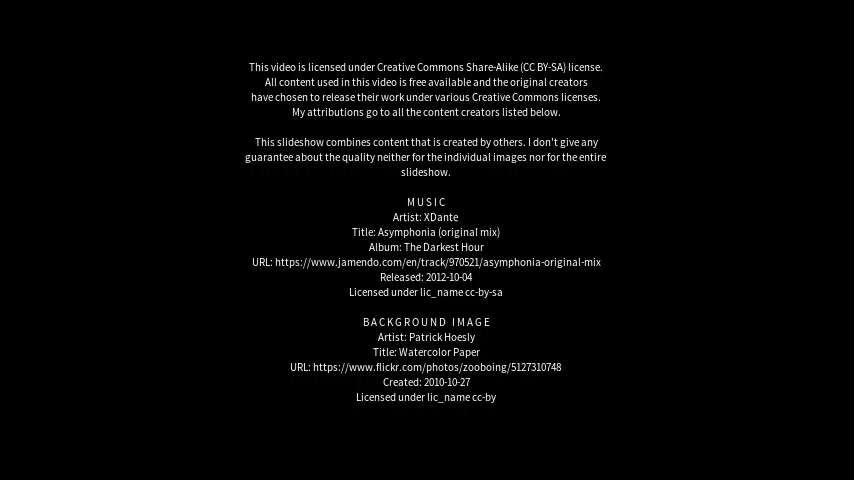 This video is licensed under Creative Commons Share-Alike (CC BY-SA) license.
All content used in this video is free available and the original creators
have chosen to release their work under various Creative Commons licenses.
My attributions go to all the content creators listed below.
This slideshow combines content that is created by others. I don't give any
guarantee about the quality neither for the individual images nor for the entire
slideshow.
MUSIC
Artist: XDante
Title: Asymphonia (original mix)
Album: The Darkest Hour
URL: https://www.jamendo.com/en/track/970521/asymphonia-original-mix
Released: 2012-10-04
Licensed under lic_name cc-by-sa
BACKGROUND IMAGE
Artist: Patrick Hoesly
Title: Watercolor Paper
URL: https://www.flickr.com/photos/zooboing/5127310748
Created: 2010-10-27
Licensed under lic_name cc-by